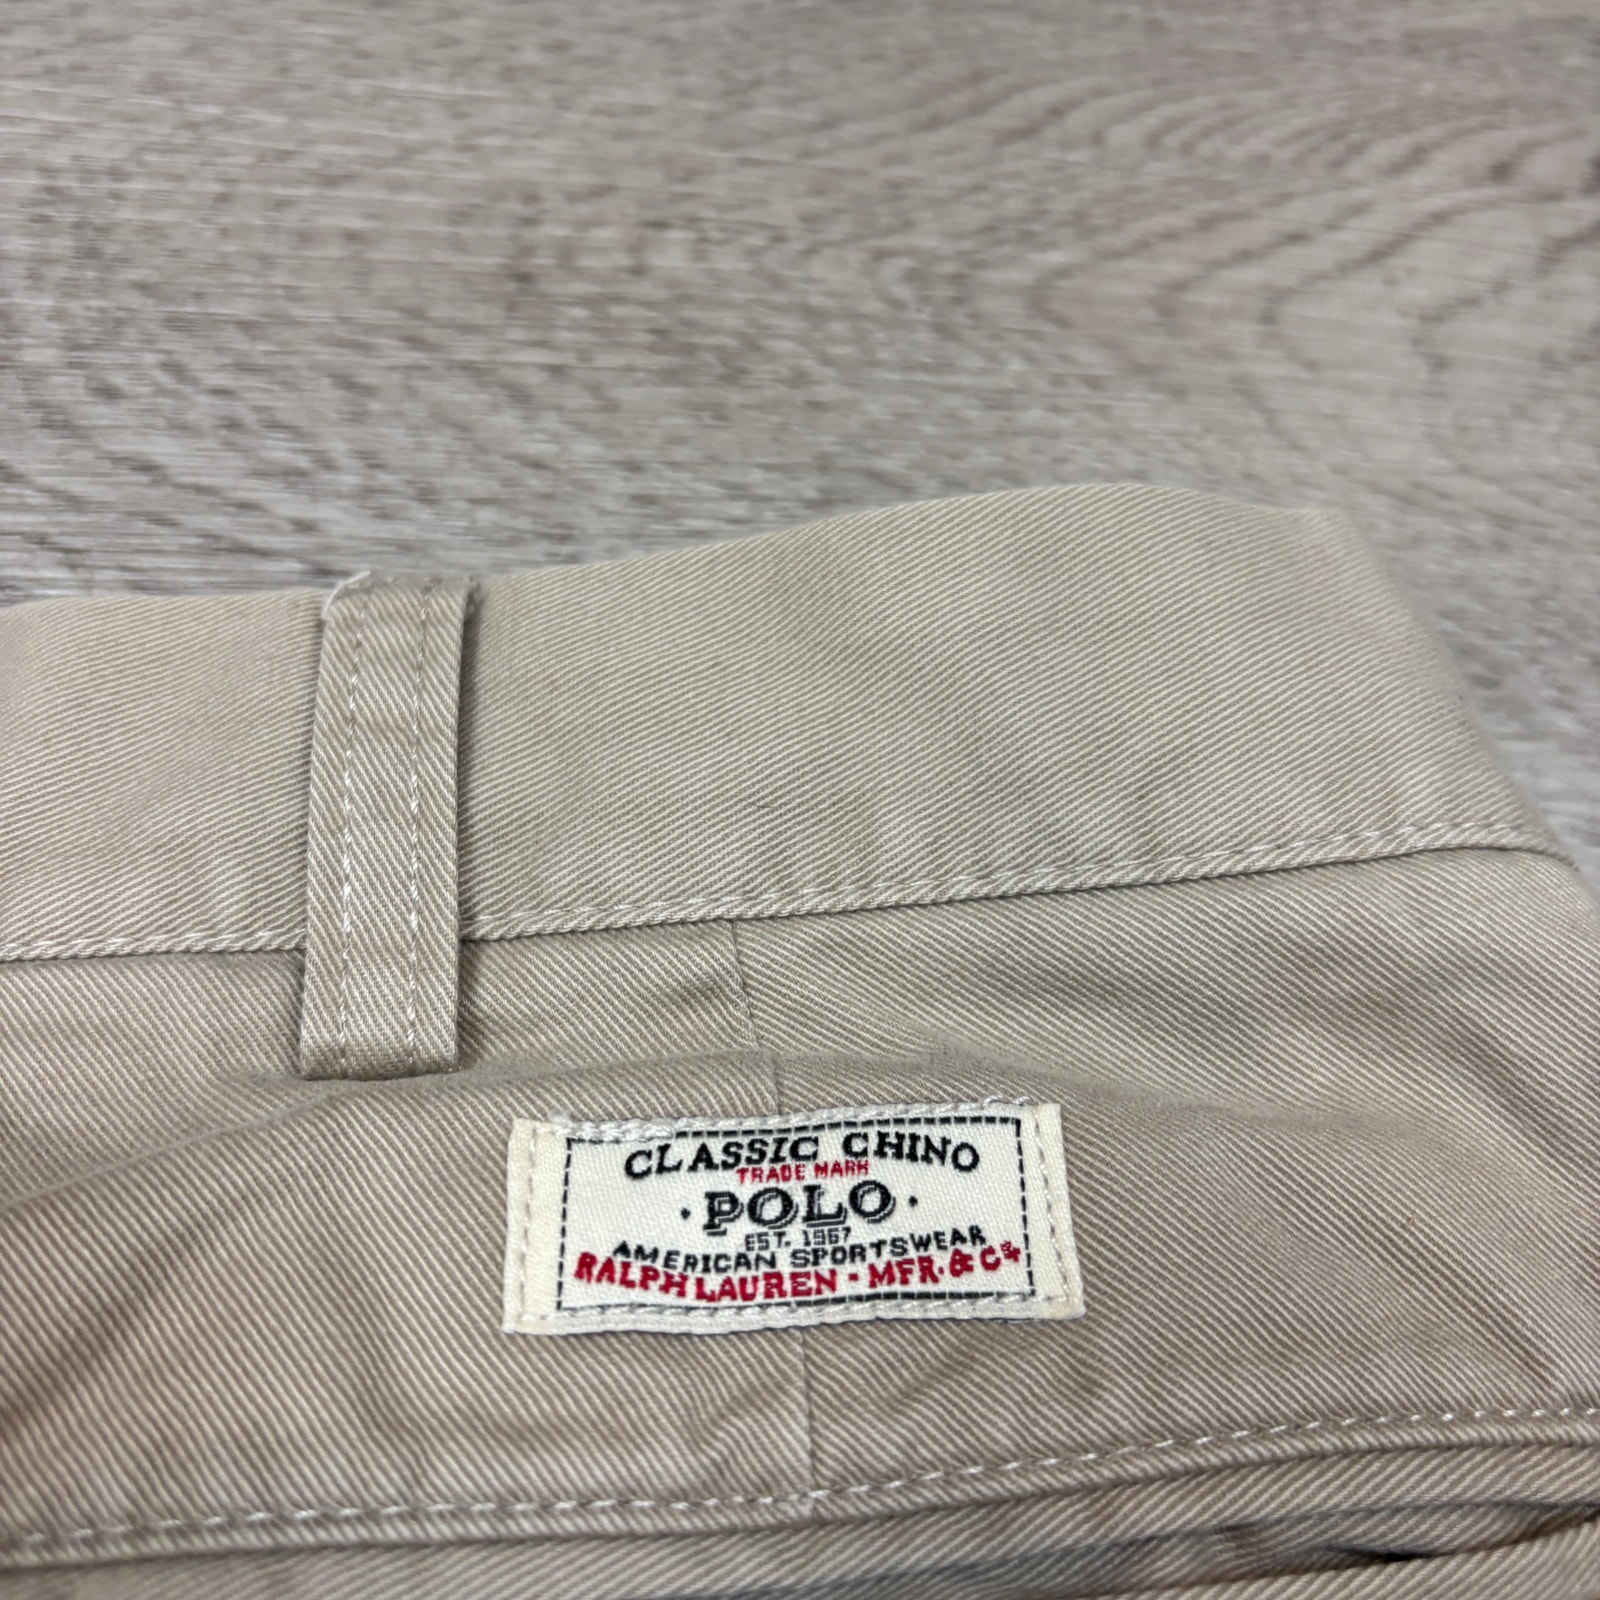 CLASSIC CHINO
TRADE MARK
· POLO ·
EST. 1967
AMERICAN SPORTSWEAR
RALPH LAUREN - MFR. & Co